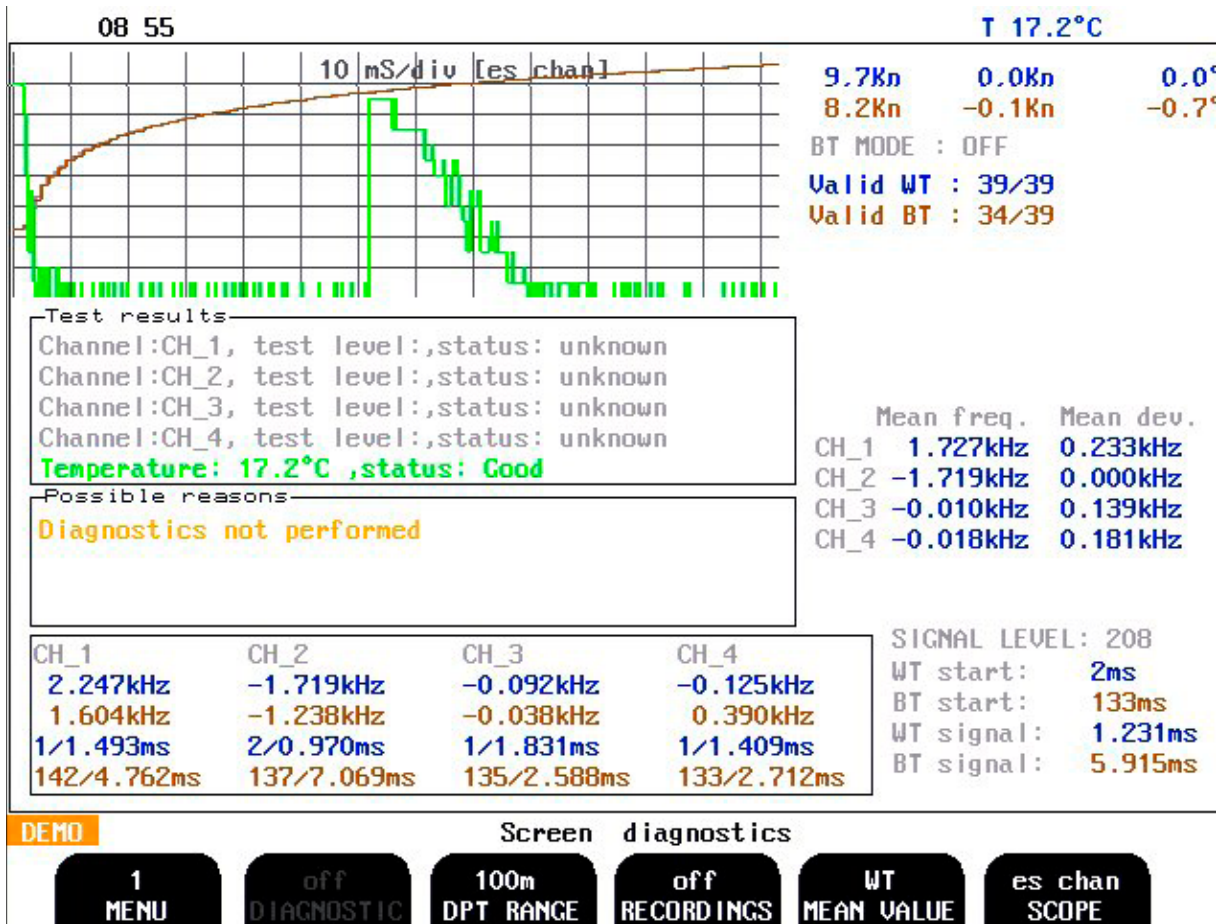 08 55 T 17.2°C
10 mS/div [es chan]
9.7Kn 0.0Kn 0.0°
8.2Kn -0.1Kn -0.7°
BT MODE : OFF
Valid WT : 39/39
Valid BT : 34/39
Test results
Channel:CH_1, test level:,status: unknown
Channel:CH_2, test level:,status: unknown
Channel:CH_3, test level:,status: unknown
Channel:CH_4, test level:,status: unknown
Temperature: 17.2°C ,status: Good
Possible reasons
Diagnostics not performed
Mean freq. Mean dev.
CH_1 1.727kHz 0.233kHz
CH_2 -1.719kHz 0.000kHz
CH_3 -0.010kHz 0.139kHz
CH_4 -0.018kHz 0.181kHz
CH_1 CH_2 CH_3 CH_4
2.247kHz -1.719kHz -0.092kHz -0.125kHz
1.604kHz -1.238kHz -0.038kHz 0.390kHz
1/1.493ms 2/0.970ms 1/1.831ms 1/1.409ms
142/4.762ms 137/7.069ms 135/2.588ms 133/2.712ms
SIGNAL LEVEL: 208
WT start: 2ms
BT start: 133ms
WT signal: 1.231ms
BT signal: 5.915ms
DEMO Screen diagnostics
1 off 100m off WT es chan
MENU DIAGNOSTIC DPT RANGE RECORDINGS MEAN VALUE SCOPE